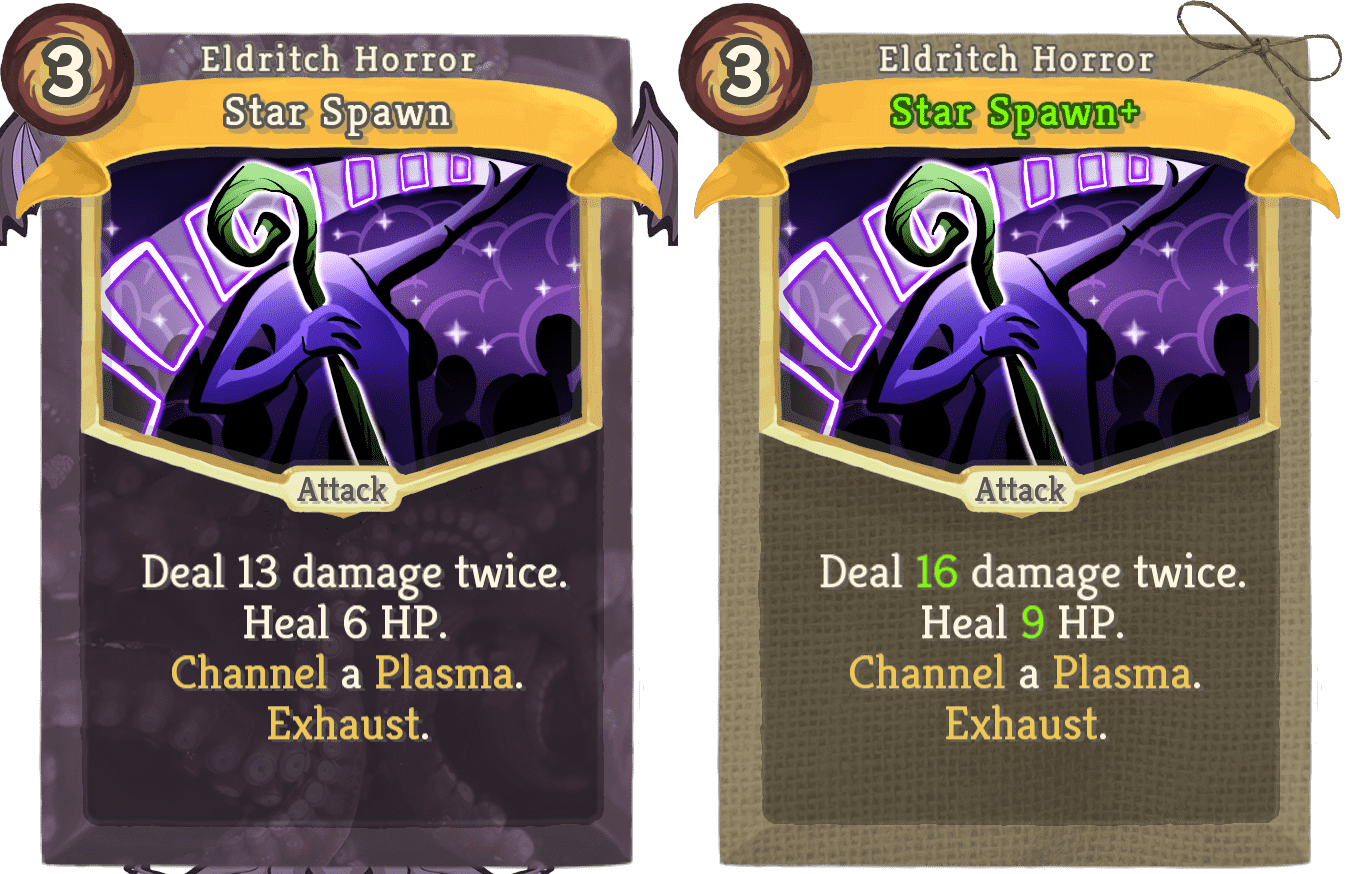 3
Eldritch Horror
Star Spawn
Attack
Deal 13 damage twice.
Heal 6 HP.
Channel a Plasma.
Exhaust.
3
Eldritch Horror
Star Spawn+
Attack
Deal 16 damage twice.
Heal 9 HP.
Channel a Plasma.
Exhaust.